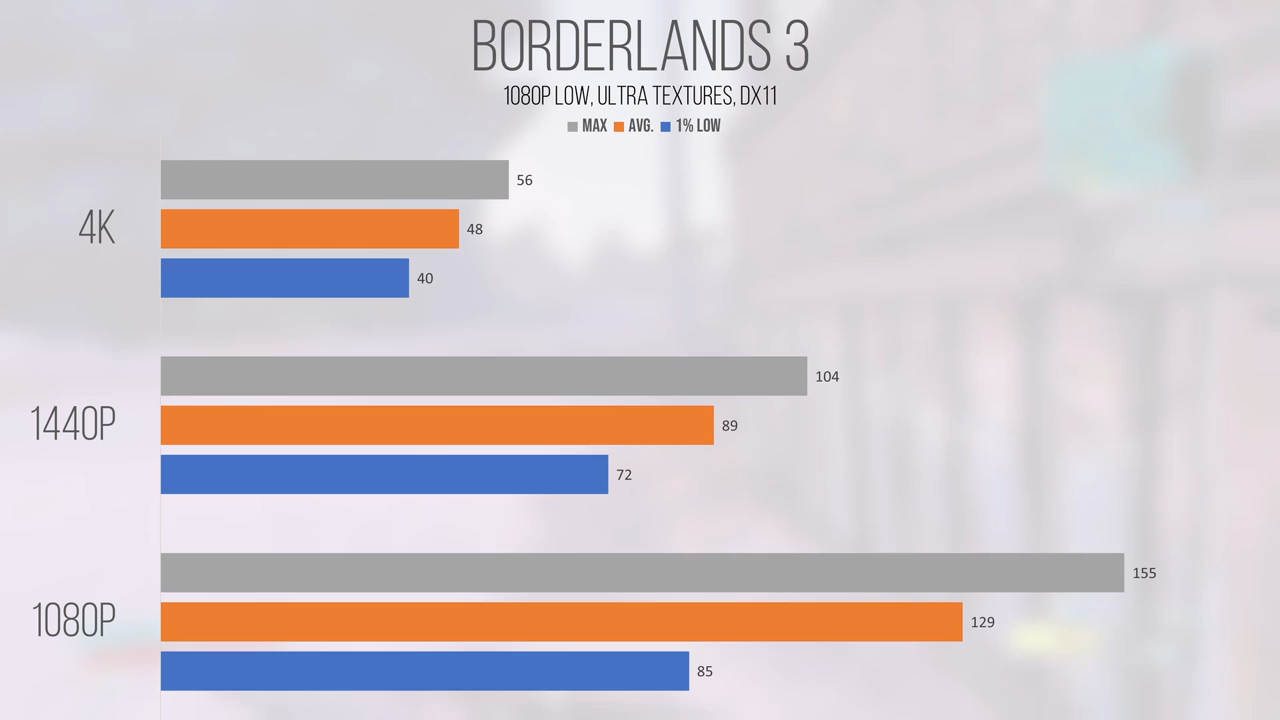 BORDERLANDS 3
1080P LOW, ULTRA TEXTURES, DX11
MAX AVG. 1% LOW
56
4K 48
40
104
1440P 89
72
155
1080P 129
85